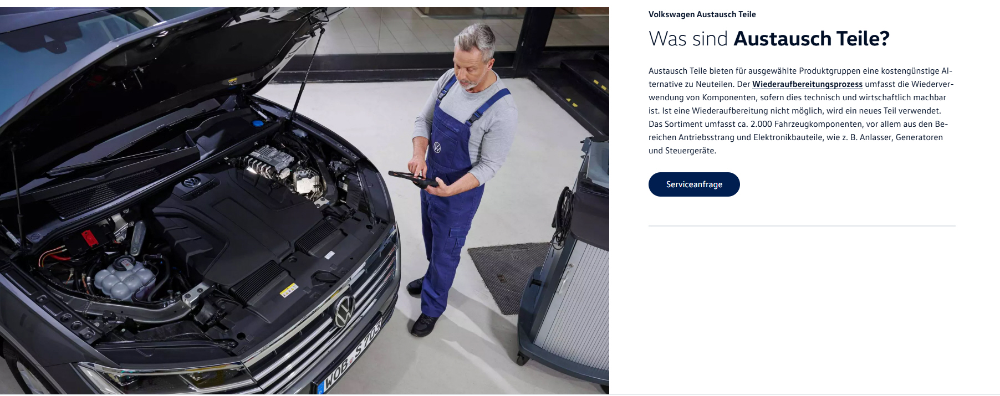 Volkswagen Austausch Teile
Was sind Austausch Teile?
Austausch Teile bieten für ausgewählte Produktgruppen eine kostengünstige Al-
ternative zu Neuteilen. Der Wiederaufbereitungsprozess umfasst die Wiederver-
wendung von Komponenten, sofern dies technisch und wirtschaftlich machbar
ist. Ist eine Wiederaufbereitung nicht möglich, wird ein neues Teil verwendet.
Das Sortiment umfasst ca. 2.000 Fahrzeugkomponenten, vor allem aus den Be-
reichen Antriebsstrang und Elektronikbauteile, wie z. B. Anlasser, Generatoren
und Steuergeräte.
Serviceanfrage
WOB S 703